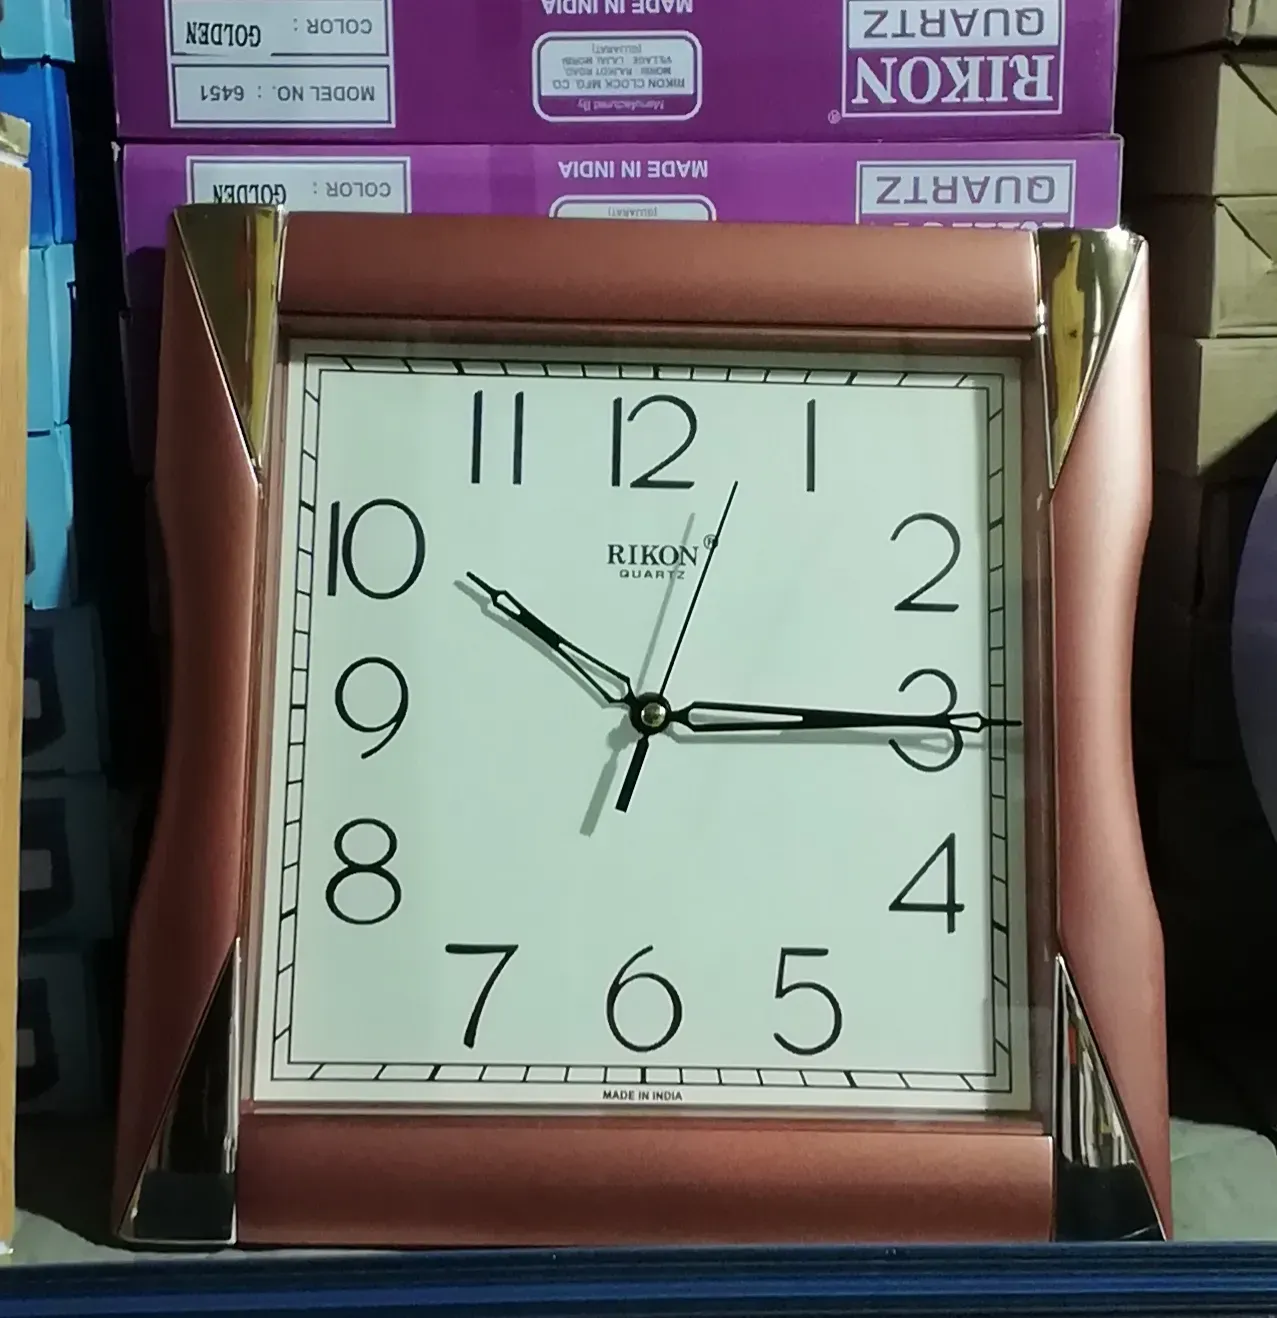 MADE IN INDIA
COLOR : GOLDEN
QUARTZ
MODEL NO. : 6451
Manufactured By
RIKON CLOCK MFG. CO.
MORBI RAJKOT ROAD,
VILLAGE LAJAI, MORBI
(GUJARAT)
RIKON®
MADE IN INDIA
COLOR : GOLDEN
QUARTZ
(GUJARAT)
11 12 1
10 2
RIKON®
QUARTZ
9 3
8 4
7 6 5
MADE IN INDIA